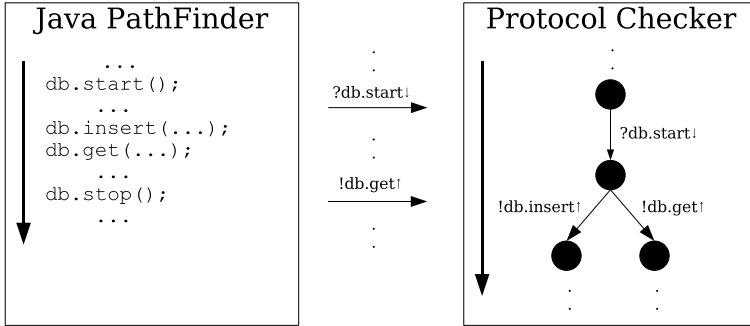 Java PathFinder
...
db.start();
...
db.insert(...);
db.get(...);
...
db.stop();
...
.
.
?db.start↓
.
.
!db.get↑
.
.
Protocol Checker
.
.
?db.start↓
!db.insert↑ !db.get↑
. .
. .